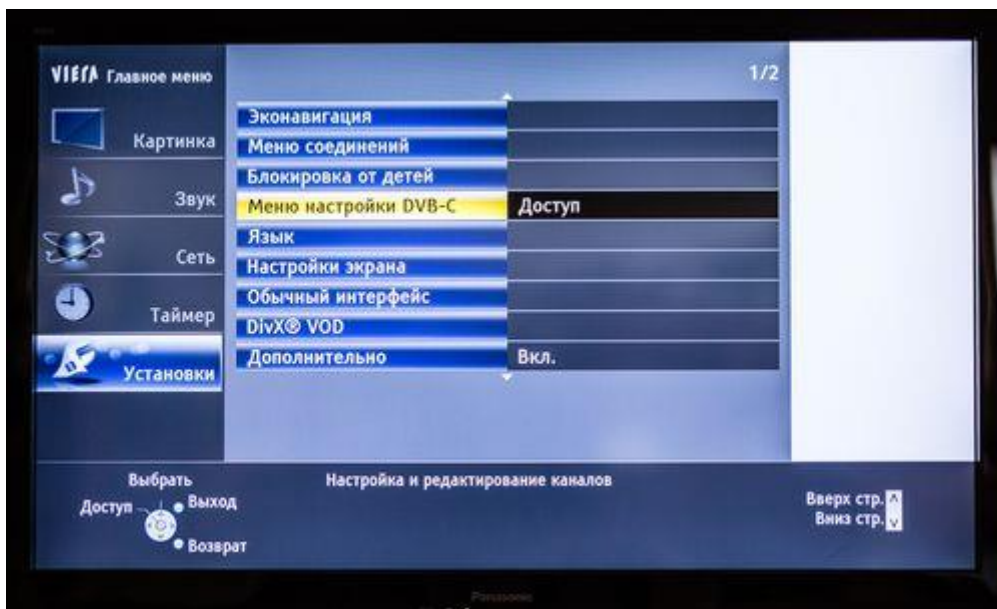 VIERA Главное меню
1/2
Картинка
Звук
Сеть
Таймер
Установки
Эконавигация
Меню соединений
Блокировка от детей
Меню настройки DVB-C Доступ
Язык
Настройки экрана
Обычный интерфейс
DivX® VOD
Дополнительно Вкл.
Выбрать
Доступ
Выход
Возврат
Настройка и редактирование каналов
Вверх стр.
Вниз стр.
Panasonic